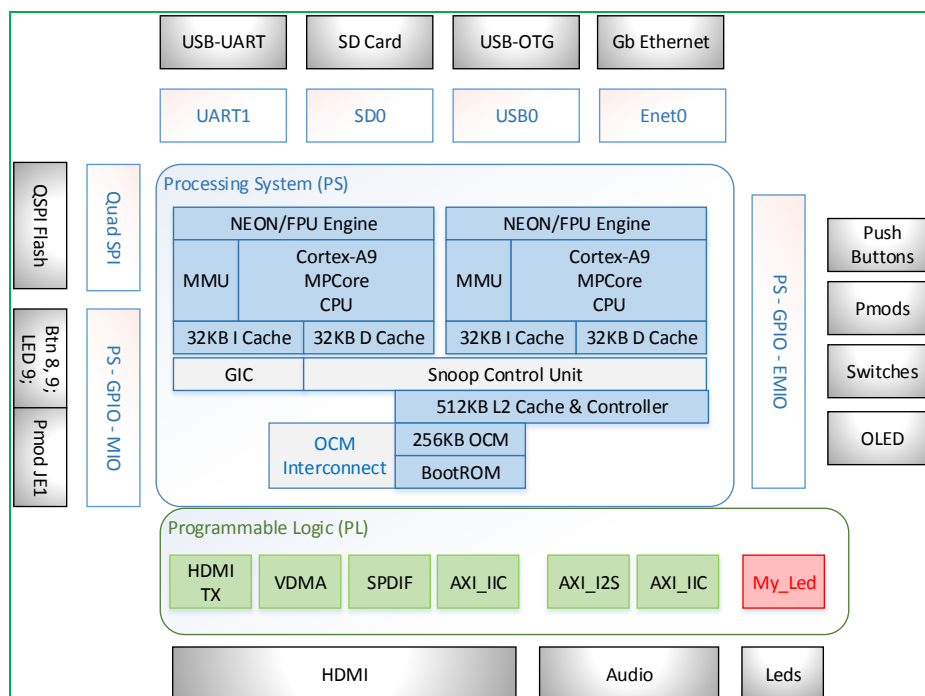 USB-UART
SD Card
USB-OTG
Gb Ethernet
UART1
SD0
USB0
Enet0
QSPI Flash
Quad SPI
Btn 8, 9;
LED 9;
Pmod JE1
PS - GPIO - MIO
Processing System (PS)
NEON/FPU Engine
MMU
Cortex-A9
MPCore
CPU
32KB I Cache
32KB D Cache
NEON/FPU Engine
MMU
Cortex-A9
MPCore
CPU
32KB I Cache
32KB D Cache
GIC
Snoop Control Unit
512KB L2 Cache & Controller
OCM
Interconnect
256KB OCM
BootROM
PS - GPIO - EMIO
Push
Buttons
Pmods
Switches
OLED
Programmable Logic (PL)
HDMI
TX
VDMA
SPDIF
AXI_IIC
AXI_I2S
AXI_IIC
My_Led
HDMI
Audio
Leds